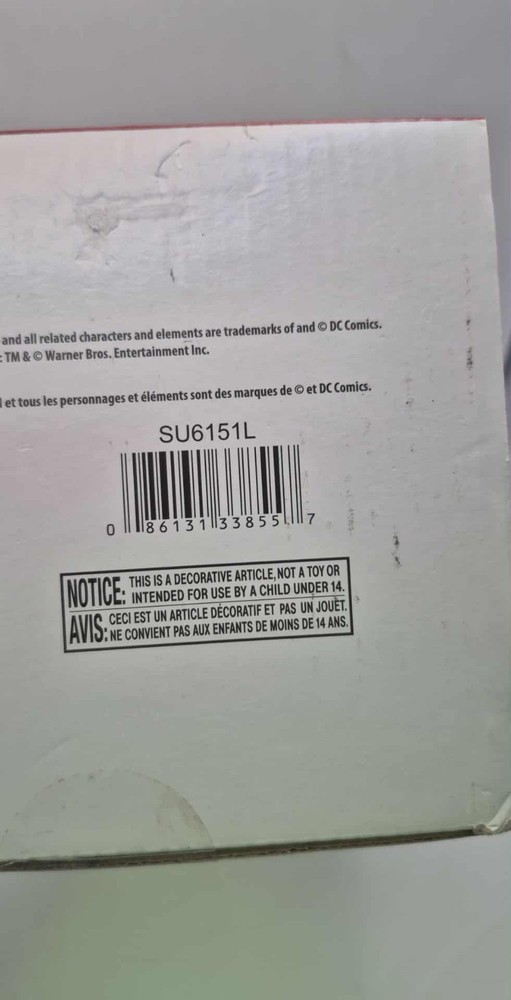 and all related characters and elements are trademarks of and © DC Comics.
: TM & © Warner Bros. Entertainment Inc.
et tous les personnages et éléments sont des marques de © et DC Comics.
SU6151L
0 86131 33855 7
NOTICE: THIS IS A DECORATIVE ARTICLE, NOT A TOY OR
INTENDED FOR USE BY A CHILD UNDER 14.
AVIS: CECI EST UN ARTICLE DÉCORATIF ET PAS UN JOUET.
NE CONVIENT PAS AUX ENFANTS DE MOINS DE 14 ANS.